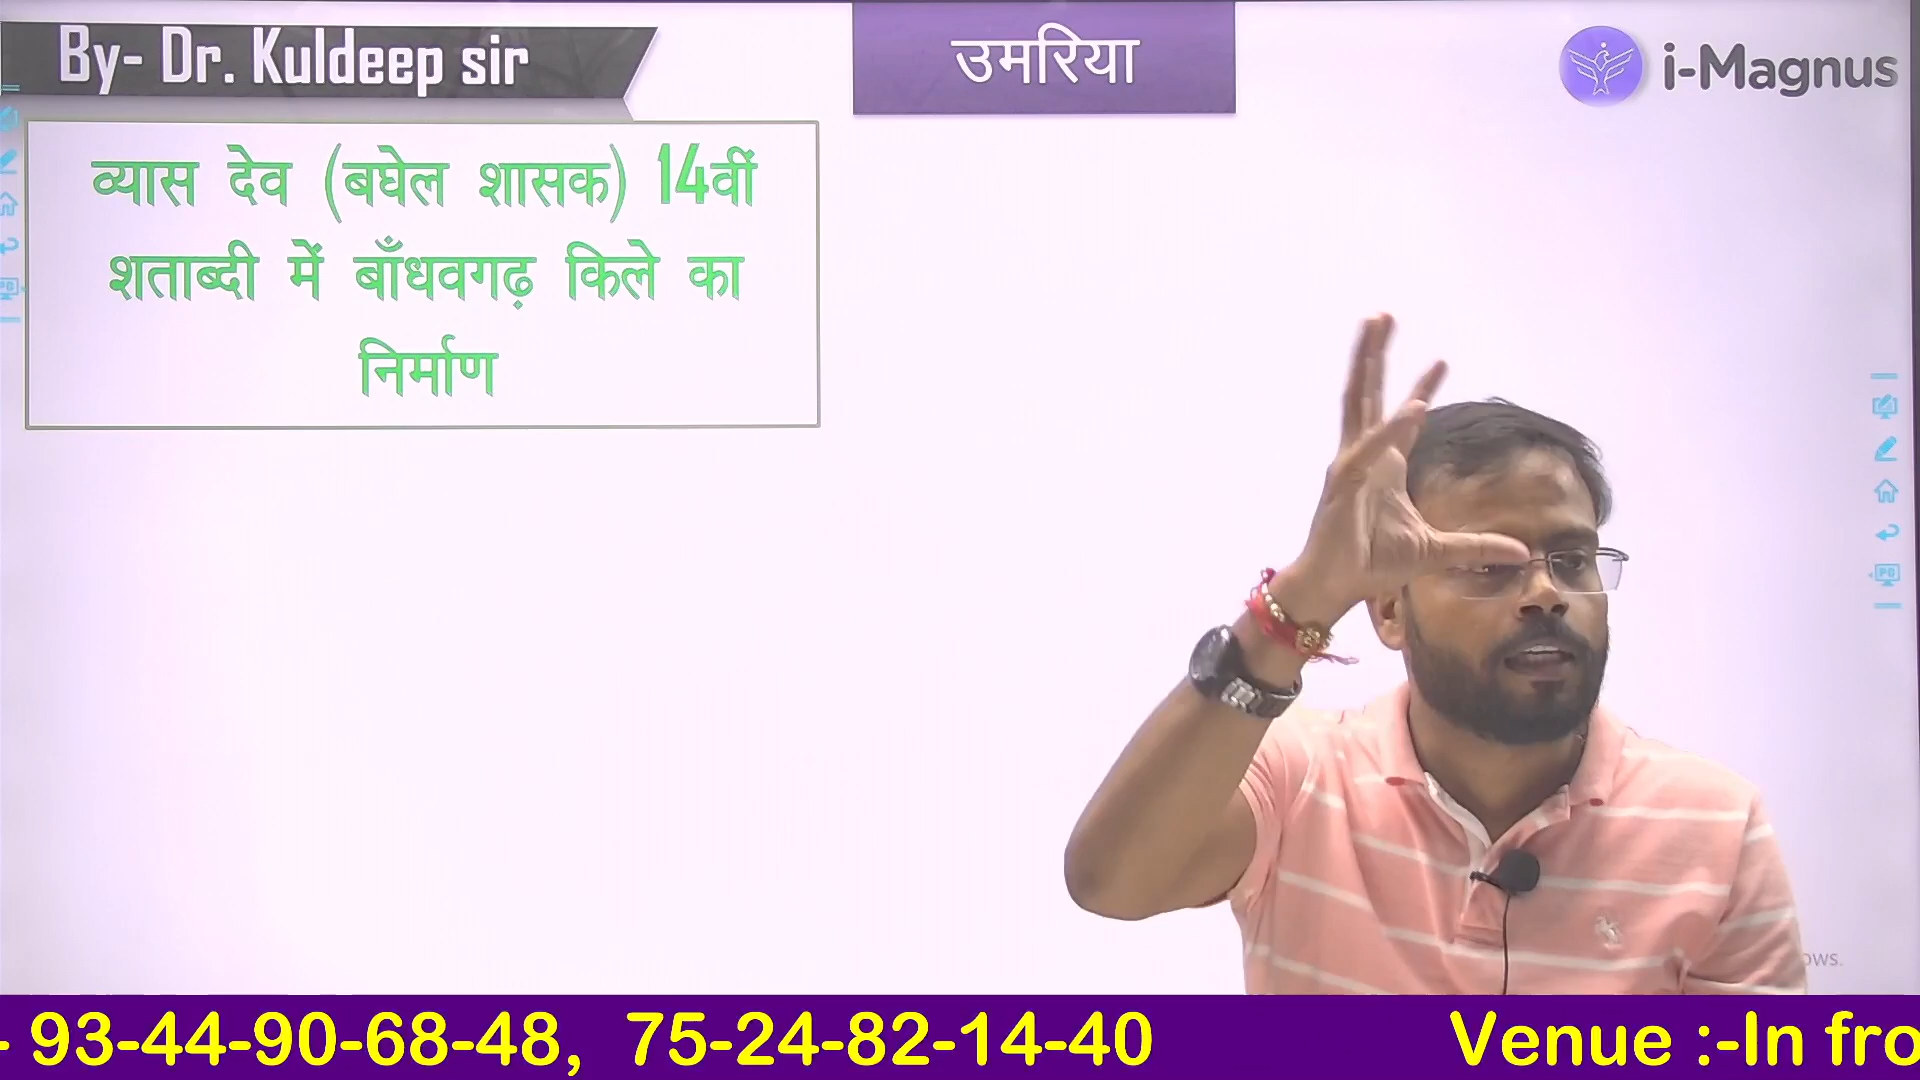 By- Dr. Kuldeep sir
उमरिया
i-Magnus
व्यास देव (बघेल शासक) 14वीं
शताब्दी में बाँधवगढ़ किले का
निर्माण
- 93-44-90-68-48, 75-24-82-14-40
Venue :-In fro